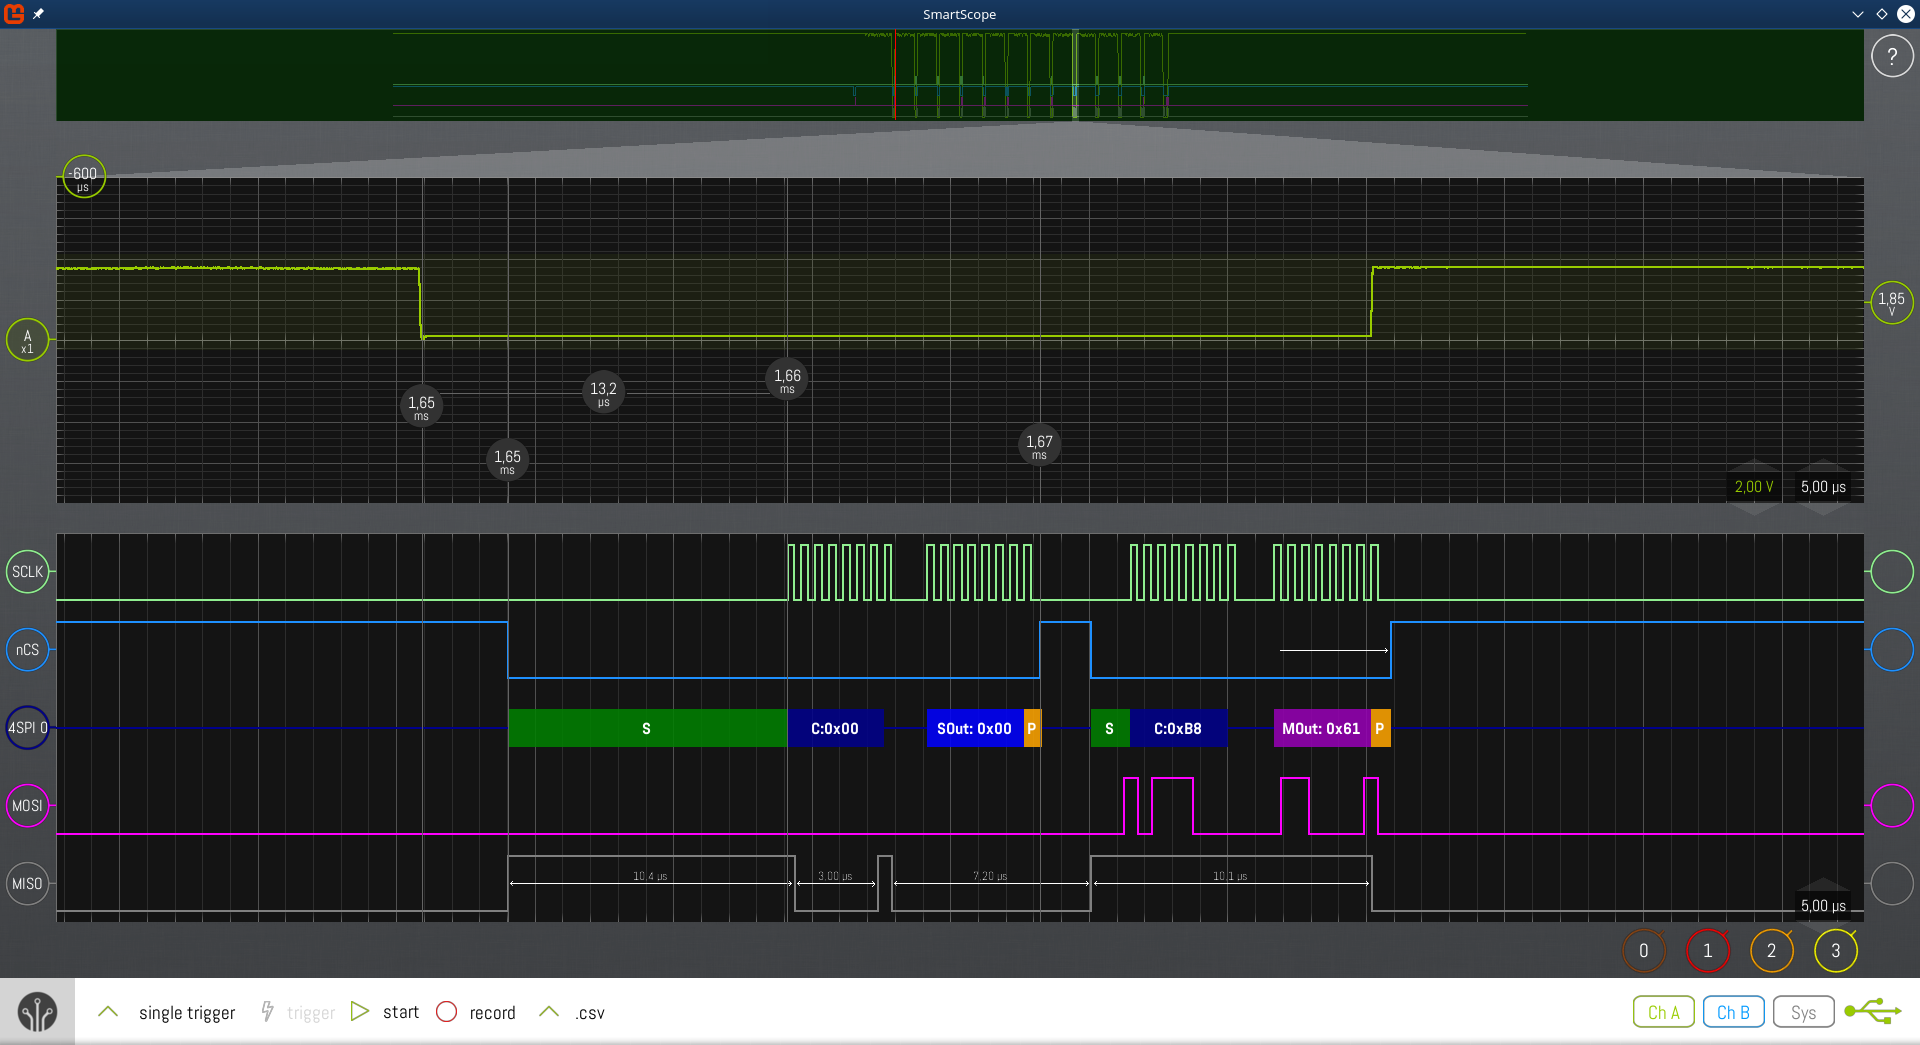 SmartScope
?
-600
µs
1,85
V
A
x1
1,66
ms
13,2
µs
1,65
ms
1,67
ms
1,65
ms
2,00 V
5,00 µs
SCLK
nCS
4SPI 0
S
C:0x00
SOut: 0x00
P
S
C:0xB8
MOut: 0x61
P
MOSI
MISO
10,4 µs
3,00 µs
7,20 µs
10,1 µs
5,00 µs
0
1
2
3
single trigger
trigger
start
record
.csv
Ch A
Ch B
Sys